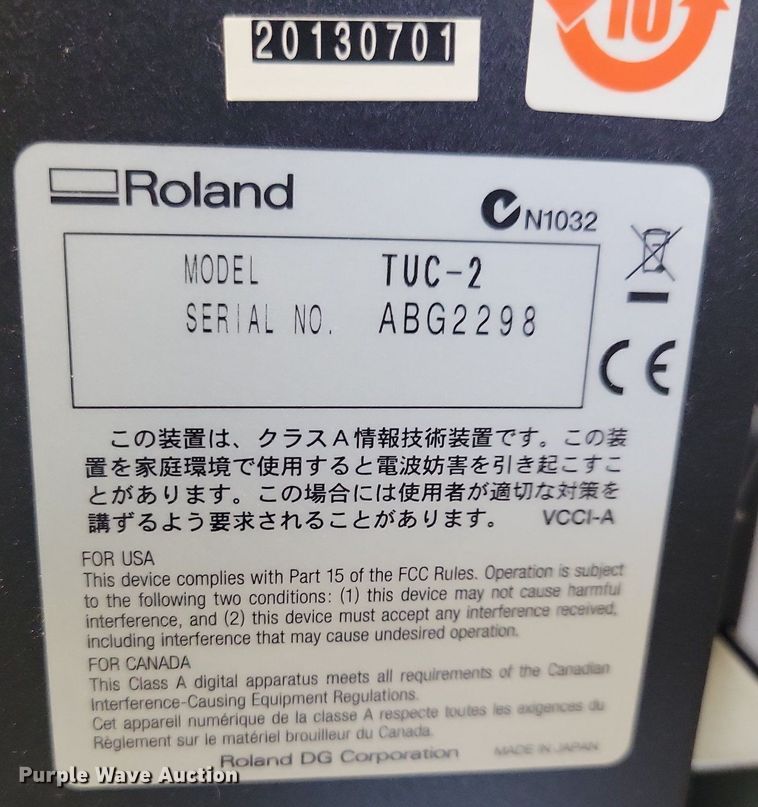 20130701
10
Roland
N1032
MODEL TUC-2
SERIAL NO. ABG2298
CE
この装置は、クラスA情報技術装置です。この装
置を家庭環境で使用すると電波妨害を引き起こすこ
とがあります。この場合には使用者が適切な対策を
講ずるよう要求されることがあります。 VCCI-A
FOR USA
This device complies with Part 15 of the FCC Rules. Operation is subject
to the following two conditions: (1) this device may not cause harmful
interference, and (2) this device must accept any interference received,
including interference that may cause undesired operation.
FOR CANADA
This Class A digital apparatus meets all requirements of the Canadian
Interference-Causing Equipment Regulations.
Cet appareil numérique de la classe A respecte toutes les exigences du
Règlement sur le matériel brouilleur du Canada.
Roland DG Corporation MADE IN JAPAN
Purple Wave Auction